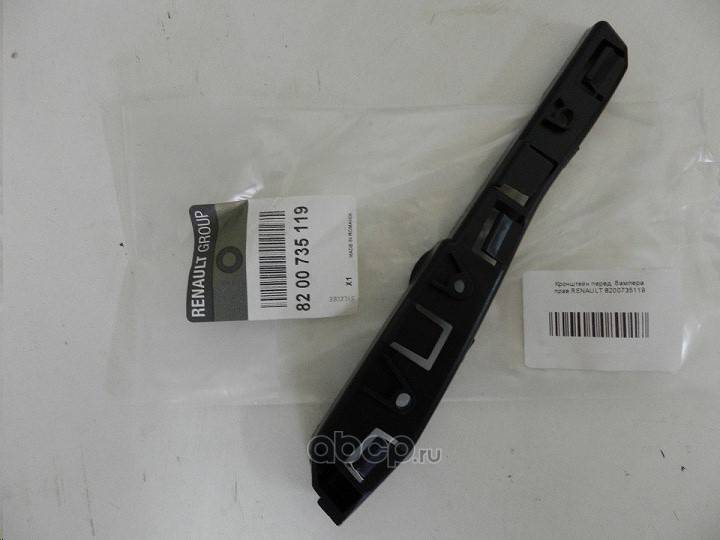 RENAULT GROUP
82 00 735 119
MADE IN ROMANIA
X1
Кронштейн перед. бампера
прав RENAULT 8200735119
abcp.ru